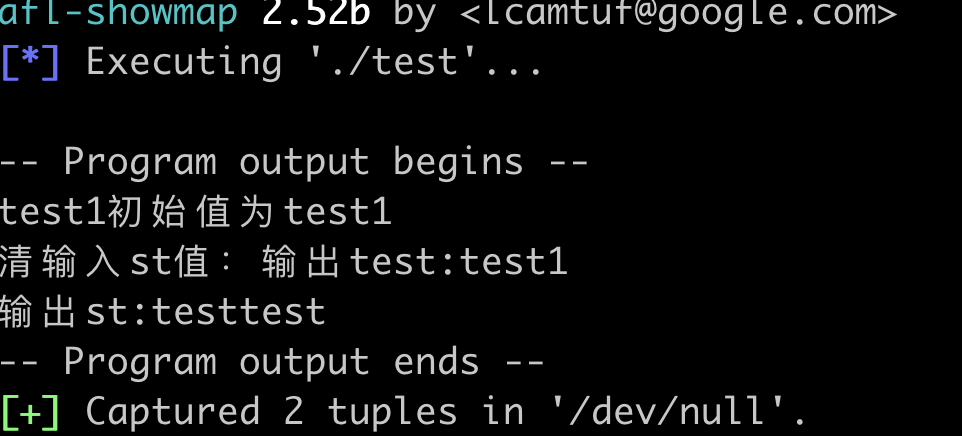 afl-showmap 2.52b by <lcamtuf@google.com>
[*] Executing './test'...
-- Program output begins --
test1初始值为test1
清输入st值：输出test:test1
输出st:testtest
-- Program output ends --
[+] Captured 2 tuples in '/dev/null'.